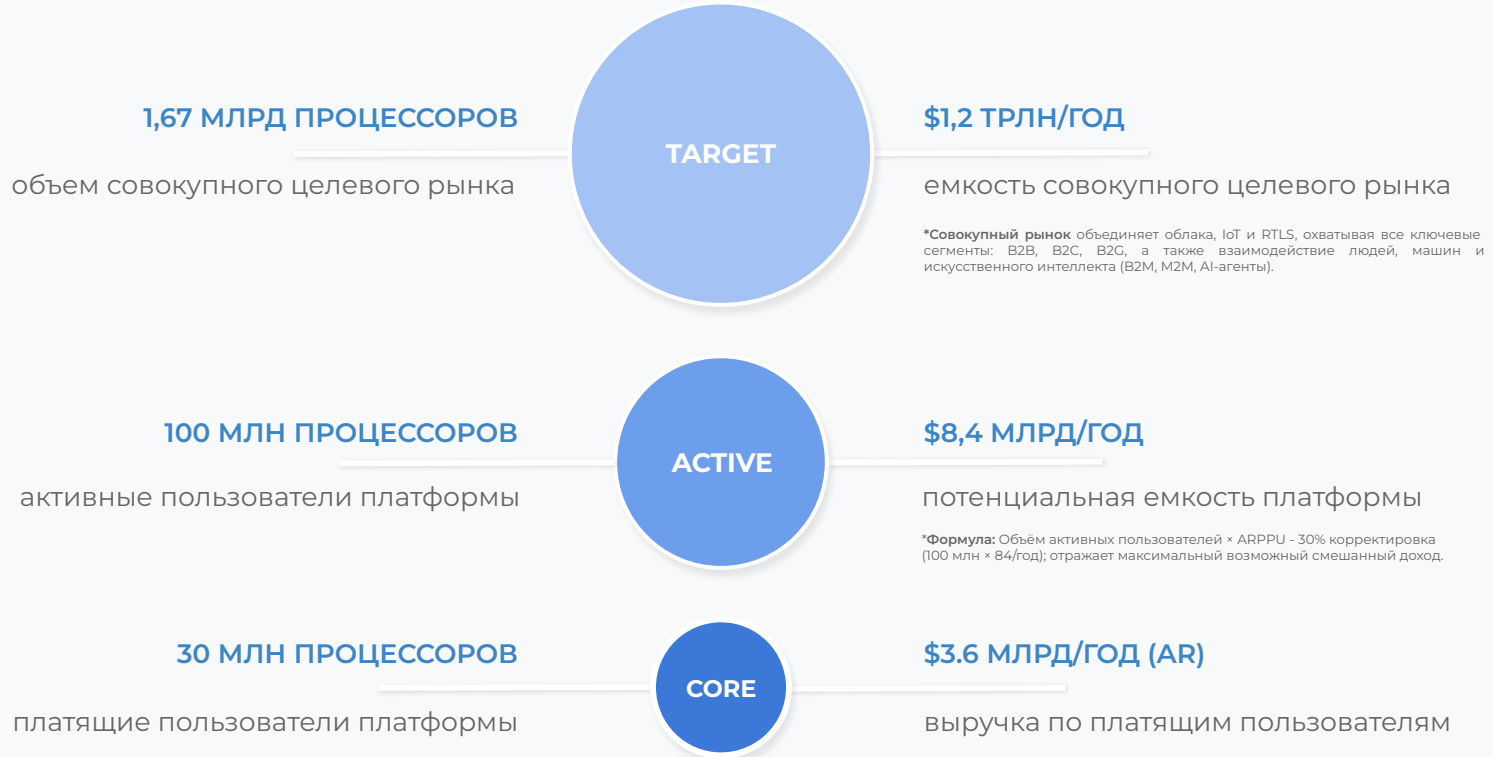 1,67 МЛРД ПРОЦЕССОРОВ
объем совокупного целевого рынка
TARGET
$1,2 ТРЛН/ГОД
емкость совокупного целевого рынка
*Совокупный рынок объединяет облака, IoT и RTLS, охватывая все ключевые
сегменты: B2B, B2C, B2G, а также взаимодействие людей, машин и
искусственного интеллекта (B2M, M2M, AI-агенты).
100 МЛН ПРОЦЕССОРОВ
активные пользователи платформы
ACTIVE
$8,4 МЛРД/ГОД
потенциальная емкость платформы
*Формула: Объём активных пользователей × ARPPU - 30% корректировка
(100 млн × 84/год); отражает максимальный возможный смешанный доход.
30 МЛН ПРОЦЕССОРОВ
платящие пользователи платформы
CORE
$3.6 МЛРД/ГОД (AR)
выручка по платящим пользователям